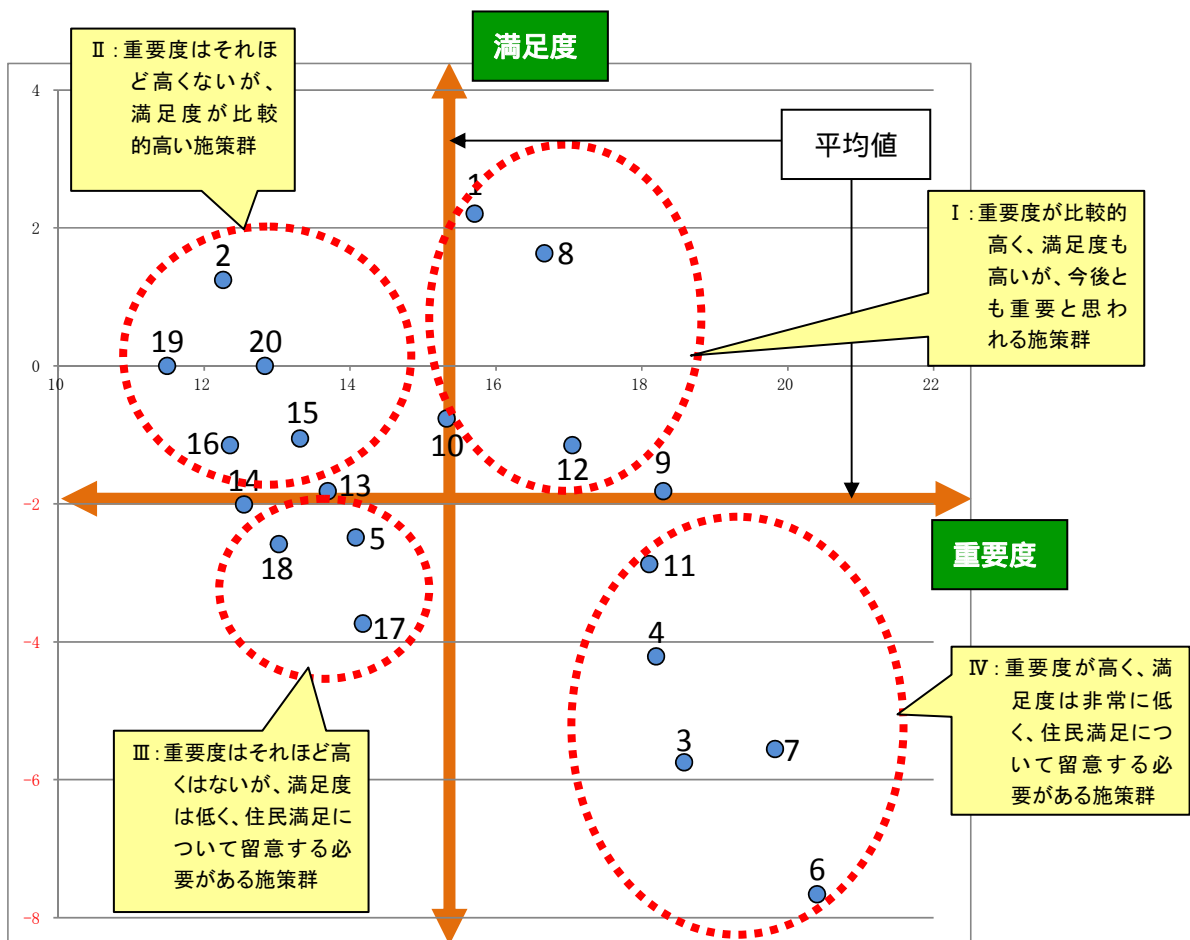 満足度
Ⅱ：重要度はそれほ
ど高くないが、
満足度が比較
的高い施策群
平均値
Ⅰ：重要度が比較的
高く、満足度も
高いが、今後と
も重要と思わ
れる施策群
4
2
0
-2
-4
-6
-8
10
12
14
16
18
20
22
1
8
2
19
20
15
16
10
12
9
14
13
5
18
17
11
4
3
7
6
重要度
Ⅲ：重要度はそれほど高
くはないが、満足度
は低く、住民満足に
ついて留意する必
要がある施策群
Ⅳ：重要度が高く、満
足度は非常に低
く、住民満足につ
いて留意する必
要がある施策群